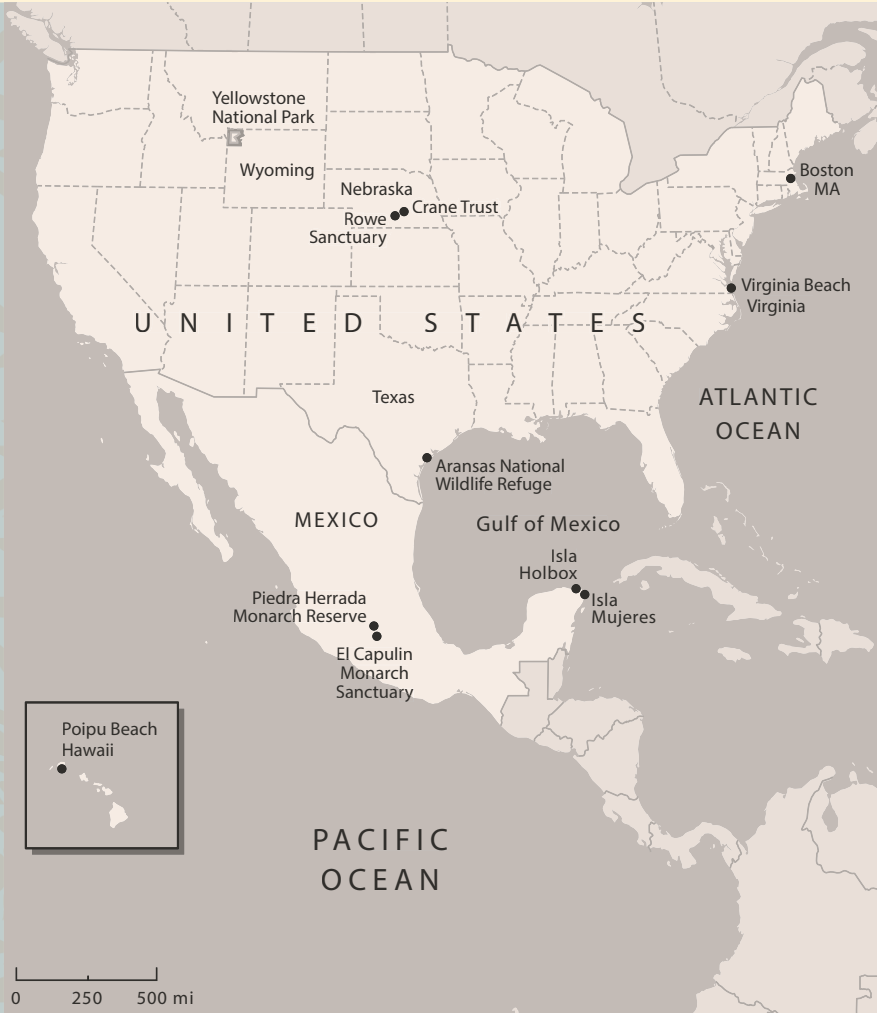 Yellowstone
National Park
Wyoming
Boston
MA
Nebraska
Crane Trust
Rowe
Sanctuary
Virginia Beach
Virginia
UNITED STATES
Texas
ATLANTIC
OCEAN
Aransas National
Wildlife Refuge
MEXICO
Gulf of Mexico
Isla
Holbox
Isla
Mujeres
Piedra Herrada
Monarch Reserve
El Capulin
Monarch
Sanctuary
Poipu Beach
Hawaii
PACIFIC
OCEAN
0 250 500 mi